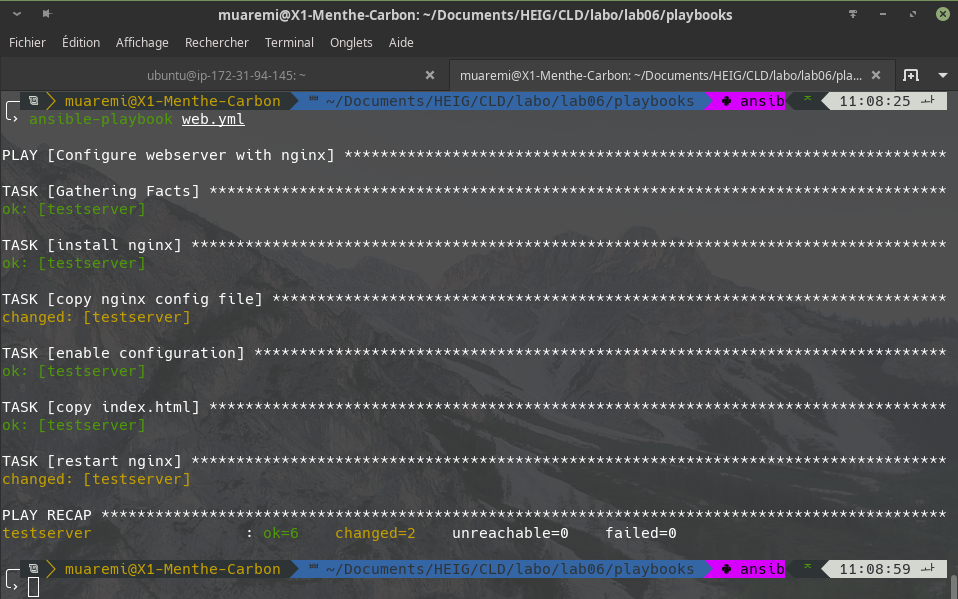 muaremi@X1-Menthe-Carbon: ~/Documents/HEIG/CLD/labo/lab06/playbooks
Fichier Édition Affichage Rechercher Terminal Onglets Aide
ubuntu@ip-172-31-94-145: ~ muaremi@X1-Menthe-Carbon: ~/Documents/HEIG/CLD/labo/lab06/pla...
muaremi@X1-Menthe-Carbon ~/Documents/HEIG/CLD/labo/lab06/playbooks ansib 11:08:25
ansible-playbook web.yml
PLAY [Configure webserver with nginx] *******************************************************************
TASK [Gathering Facts] **********************************************************************************
ok: [testserver]
TASK [install nginx] ************************************************************************************
ok: [testserver]
TASK [copy nginx config file] ***************************************************************************
changed: [testserver]
TASK [enable configuration] *****************************************************************************
ok: [testserver]
TASK [copy index.html] **********************************************************************************
ok: [testserver]
TASK [restart nginx] ************************************************************************************
changed: [testserver]
PLAY RECAP **********************************************************************************************
testserver : ok=6 changed=2 unreachable=0 failed=0
muaremi@X1-Menthe-Carbon ~/Documents/HEIG/CLD/labo/lab06/playbooks ansib 11:08:59